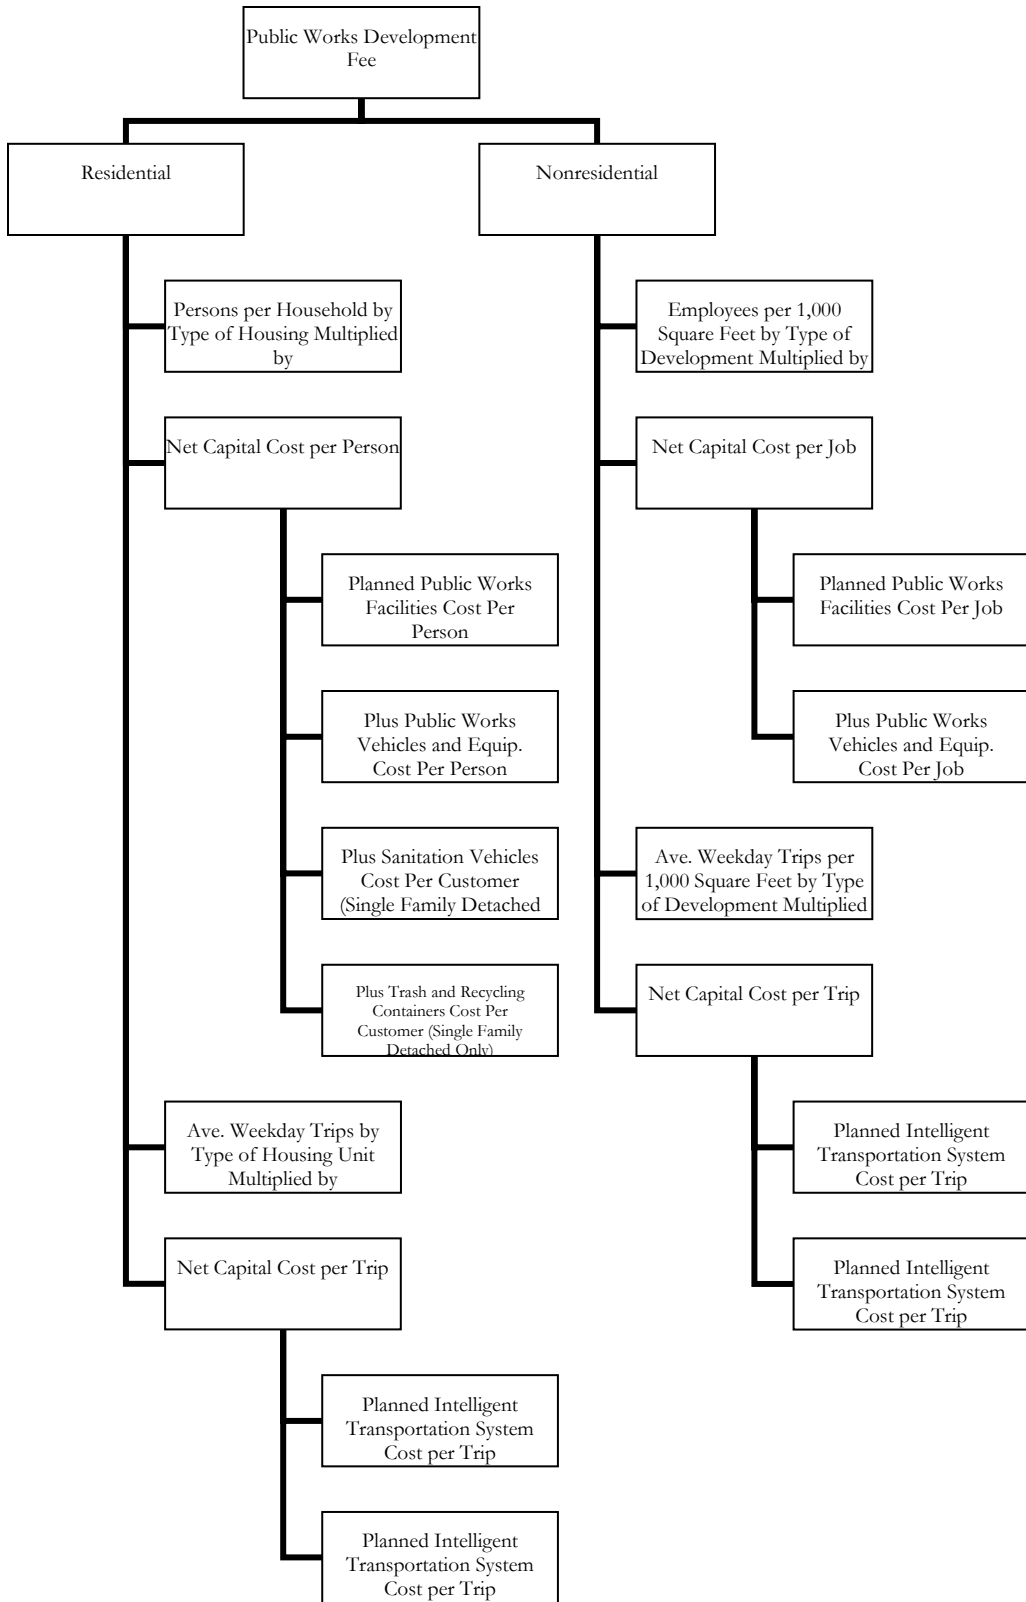 Public Works Development
Fee
Residential
Nonresidential
Persons per Household by
Type of Housing Multiplied
by
Employees per 1,000
Square Feet by Type of
Development Multiplied by
Net Capital Cost per Person
Net Capital Cost per Job
Planned Public Works
Facilities Cost Per
Person
Planned Public Works
Facilities Cost Per Job
Plus Public Works
Vehicles and Equip.
Cost Per Person
Plus Public Works
Vehicles and Equip.
Cost Per Job
Plus Sanitation Vehicles
Cost Per Customer
(Single Family Detached
Ave. Weekday Trips per
1,000 Square Feet by Type
of Development Multiplied
Plus Trash and Recycling
Containers Cost Per
Customer (Single Family
Detached Only)
Net Capital Cost per Trip
Ave. Weekday Trips by
Type of Housing Unit
Multiplied by
Planned Intelligent
Transportation System
Cost per Trip
Net Capital Cost per Trip
Planned Intelligent
Transportation System
Cost per Trip
Planned Intelligent
Transportation System
Cost per Trip
Planned Intelligent
Transportation System
Cost per Trip